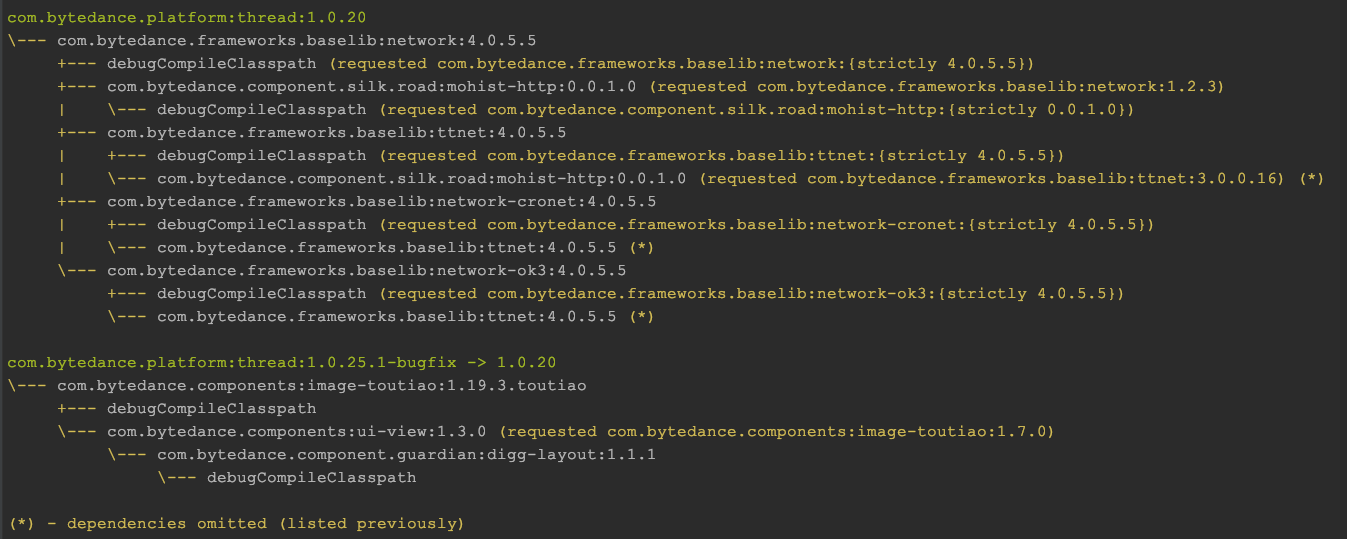 com.bytedance.platform:thread:1.0.20
\--- com.bytedance.frameworks.baselib:network:4.0.5.5
     +--- debugCompileClasspath (requested com.bytedance.frameworks.baselib:network:{strictly 4.0.5.5})
     +--- com.bytedance.component.silk.road:mohist-http:0.0.1.0 (requested com.bytedance.frameworks.baselib:network:1.2.3)
     |    \--- debugCompileClasspath (requested com.bytedance.component.silk.road:mohist-http:{strictly 0.0.1.0})
     +--- com.bytedance.frameworks.baselib:ttnet:4.0.5.5
     |    +--- debugCompileClasspath (requested com.bytedance.frameworks.baselib:ttnet:{strictly 4.0.5.5})
     |    \--- com.bytedance.component.silk.road:mohist-http:0.0.1.0 (requested com.bytedance.frameworks.baselib:ttnet:3.0.0.16) (*)
     +--- com.bytedance.frameworks.baselib:network-cronet:4.0.5.5
     |    +--- debugCompileClasspath (requested com.bytedance.frameworks.baselib:network-cronet:{strictly 4.0.5.5})
     |    \--- com.bytedance.frameworks.baselib:ttnet:4.0.5.5 (*)
     \--- com.bytedance.frameworks.baselib:network-ok3:4.0.5.5
          +--- debugCompileClasspath (requested com.bytedance.frameworks.baselib:network-ok3:{strictly 4.0.5.5})
          \--- com.bytedance.frameworks.baselib:ttnet:4.0.5.5 (*)

com.bytedance.platform:thread:1.0.25.1-bugfix -> 1.0.20
\--- com.bytedance.components:image-toutiao:1.19.3.toutiao
     +--- debugCompileClasspath
     \--- com.bytedance.components:ui-view:1.3.0 (requested com.bytedance.components:image-toutiao:1.7.0)
          \--- com.bytedance.component.guardian:digg-layout:1.1.1
               \--- debugCompileClasspath

(*) - dependencies omitted (listed previously)